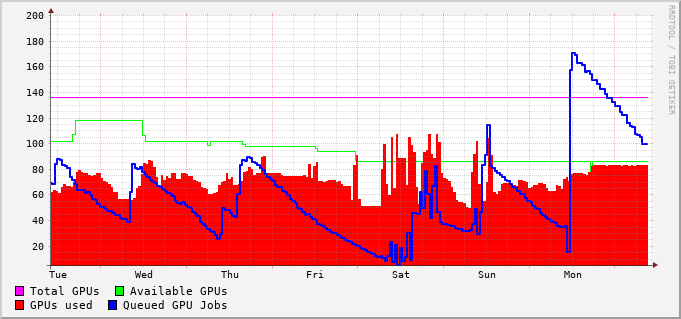 200
180
160
140
120
100
80
60
40
20
Tue Wed Thu Fri Sat Sun Mon
Total GPUs Available GPUs
GPUs used Queued GPU Jobs
RRDTOOL / TOBI OETIKER